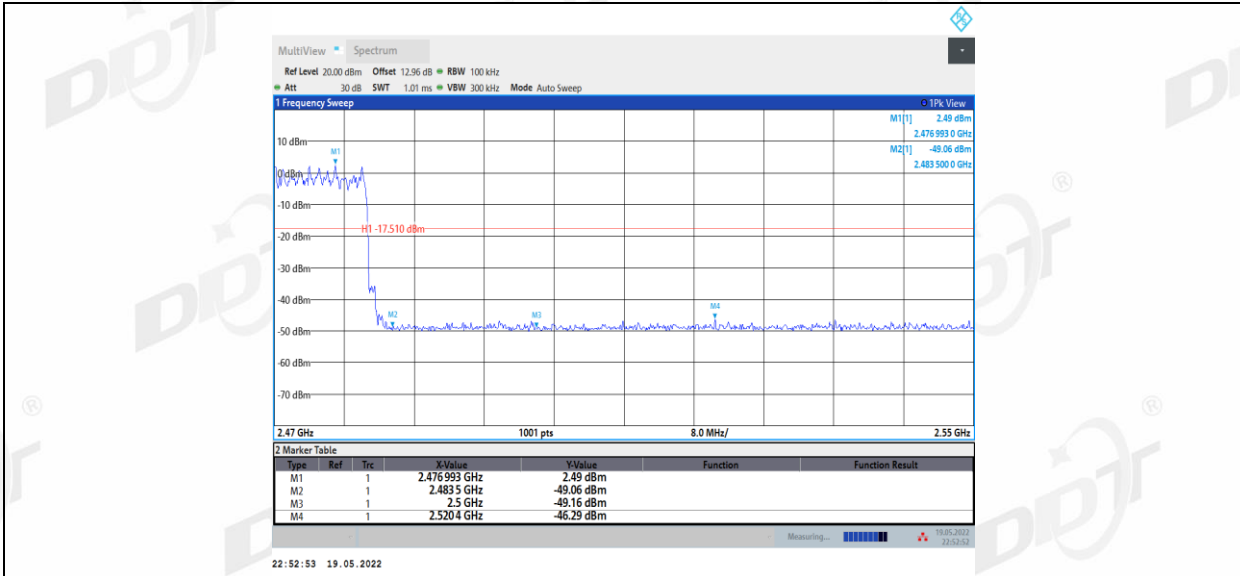 MultiView Spectrum
Ref Level 20.00 dBm Offset 12.96 dB RBW 100 kHz
Att 30 dB SWT 1.01 ms VBW 300 kHz Mode Auto Sweep
1 Frequency Sweep 1Pk View
M1[1] 2.49 dBm
2.476 993 0 GHz
M2[1] -49.06 dBm
2.483 500 0 GHz
10 dBm
M1
0 dBm
-10 dBm
H1 -17.510 dBm
-20 dBm
-30 dBm
-40 dBm
M2 M3 M4
-50 dBm
-60 dBm
-70 dBm
2.47 GHz 1001 pts 8.0 MHz/ 2.55 GHz
2 Marker Table
Type Ref Trc X-Value Y-Value Function Function Result
M1 1 2.476 993 GHz 2.49 dBm
M2 1 2.483 5 GHz -49.06 dBm
M3 1 2.5 GHz -49.16 dBm
M4 1 2.520 4 GHz -46.29 dBm
Measuring... 19.05.2022
22:52:52
22:52:53 19.05.2022
DDT
®